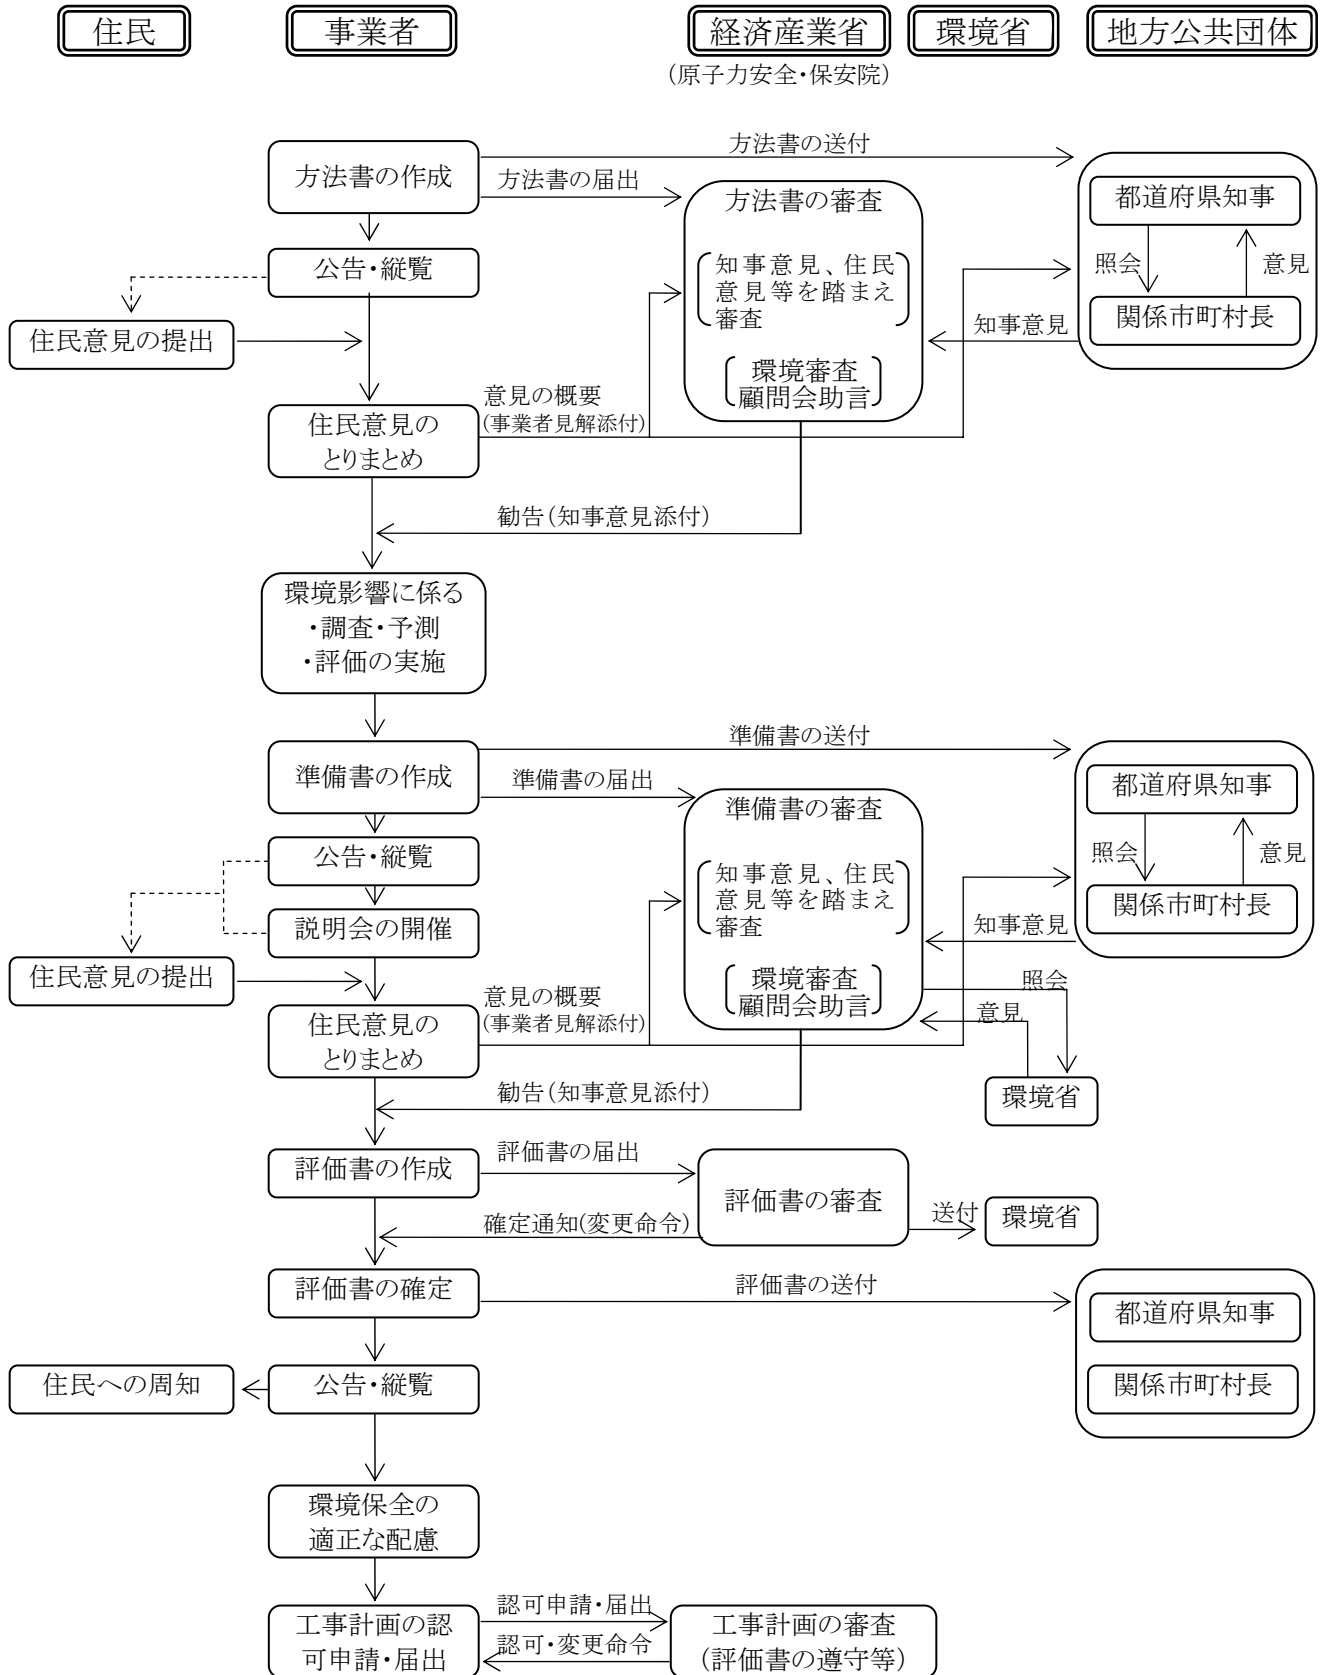 住民
事業者
経済産業省
環境省
地方公共団体
(原子力安全・保安院)
方法書の送付
方法書の作成
方法書の届出
方法書の審査
都道府県知事
公告・縦覧
知事意見、住民
意見等を踏まえ
審査
照会
意見
住民意見の提出
知事意見
関係市町村長
環境審査
顧問会助言
意見の概要
(事業者見解添付)
住民意見の
とりまとめ
勧告(知事意見添付)
環境影響に係る
・調査・予測
・評価の実施
準備書の送付
準備書の作成
準備書の届出
準備書の審査
都道府県知事
公告・縦覧
知事意見、住民
意見等を踏まえ
審査
照会
意見
説明会の開催
知事意見
関係市町村長
住民意見の提出
環境審査
顧問会助言
照会
意見
意見の概要
(事業者見解添付)
住民意見の
とりまとめ
環境省
勧告(知事意見添付)
評価書の作成
評価書の届出
評価書の審査
送付
環境省
確定通知(変更命令)
評価書の確定
評価書の送付
都道府県知事
住民への周知
公告・縦覧
関係市町村長
環境保全の
適正な配慮
工事計画の認
可申請・届出
認可申請・届出
認可・変更命令
工事計画の審査
(評価書の遵守等)